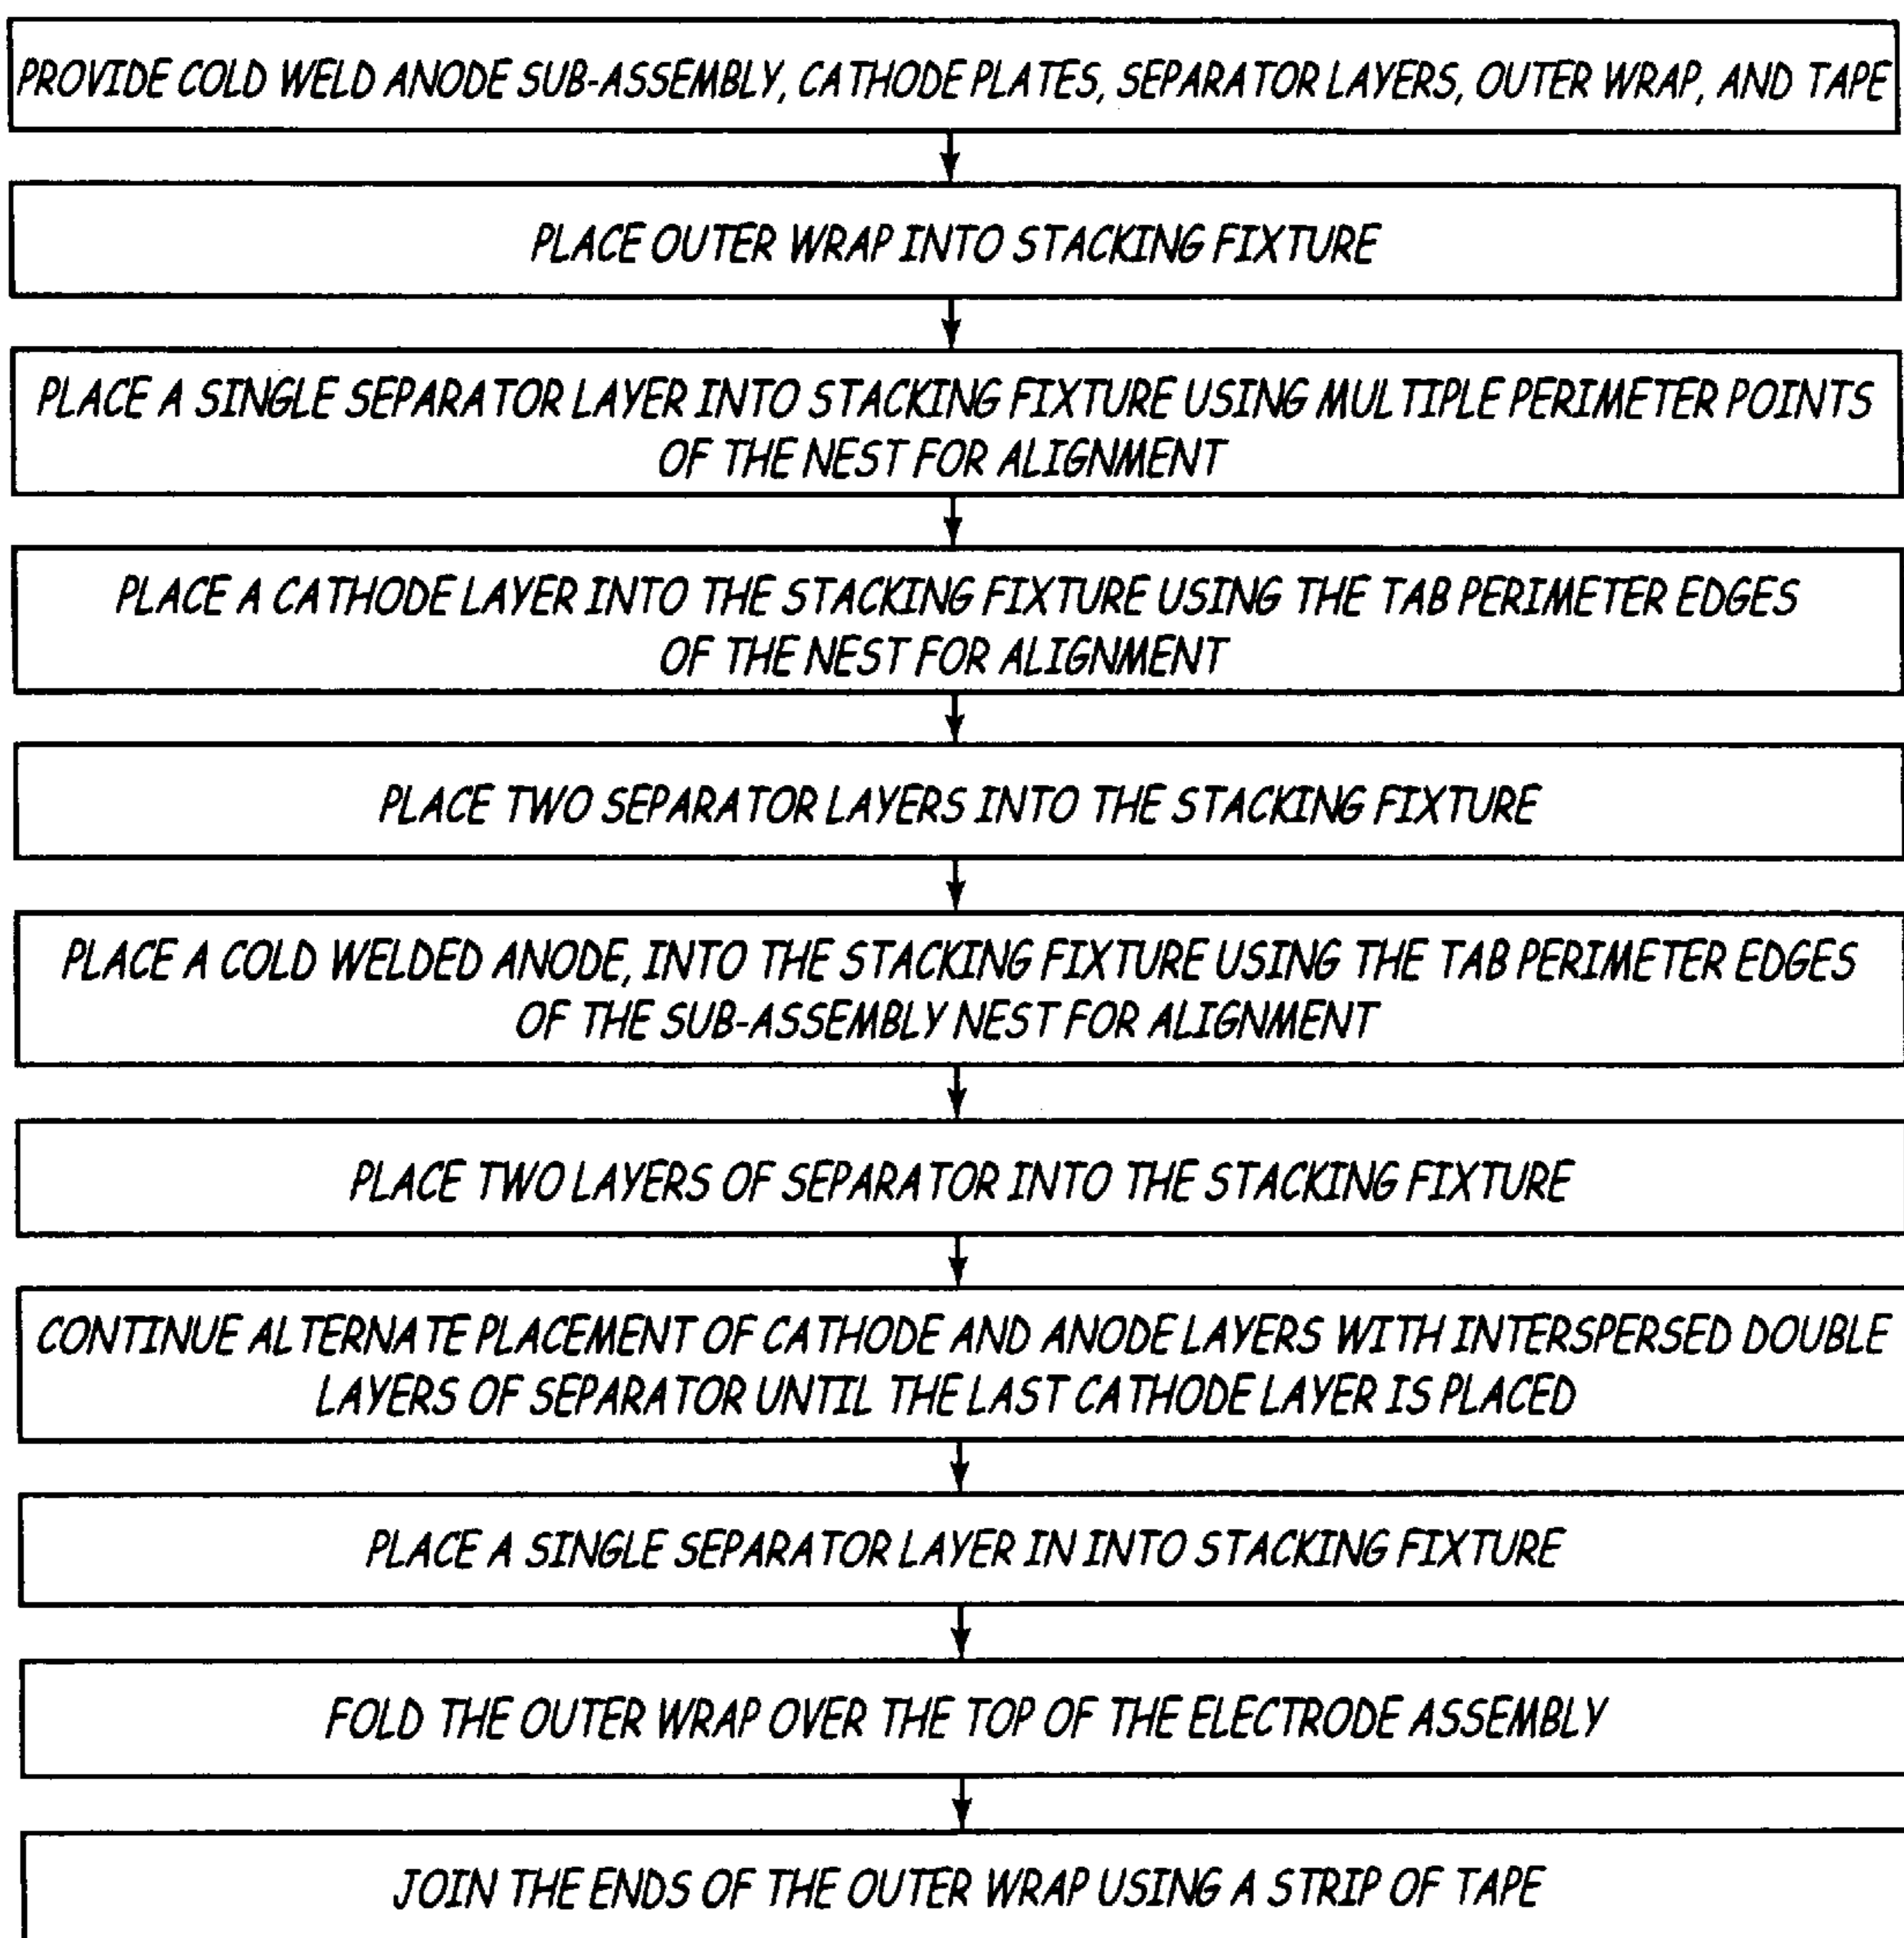 PROVIDE COLD WELD ANODE SUB-ASSEMBLY, CATHODE PLATES, SEPARATOR LAYERS, OUTER WRAP, AND TAPE
PLACE OUTER WRAP INTO STACKING FIXTURE
PLACE A SINGLE SEPARATOR LAYER INTO STACKING FIXTURE USING MULTIPLE PERIMETER POINTS
OF THE NEST FOR ALIGNMENT
PLACE A CATHODE LAYER INTO THE STACKING FIXTURE USING THE TAB PERIMETER EDGES
OF THE NEST FOR ALIGNMENT
PLACE TWO SEPARATOR LAYERS INTO THE STACKING FIXTURE
PLACE A COLD WELDED ANODE, INTO THE STACKING FIXTURE USING THE TAB PERIMETER EDGES
OF THE SUB-ASSEMBLY NEST FOR ALIGNMENT
PLACE TWO LAYERS OF SEPARATOR INTO THE STACKING FIXTURE
CONTINUE ALTERNATE PLACEMENT OF CATHODE AND ANODE LAYERS WITH INTERSPERSED DOUBLE
LAYERS OF SEPARATOR UNTIL THE LAST CATHODE LAYER IS PLACED
PLACE A SINGLE SEPARATOR LAYER IN INTO STACKING FIXTURE
FOLD THE OUTER WRAP OVER THE TOP OF THE ELECTRODE ASSEMBLY
JOIN THE ENDS OF THE OUTER WRAP USING A STRIP OF TAPE